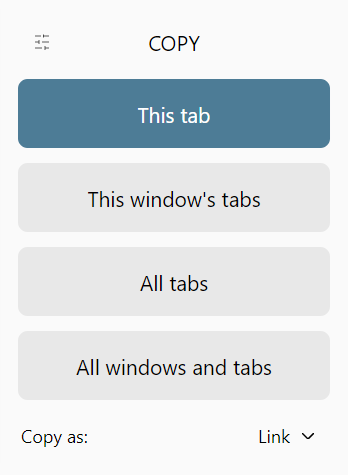 COPY
This tab
This window's tabs
All tabs
All windows and tabs
Copy as: Link